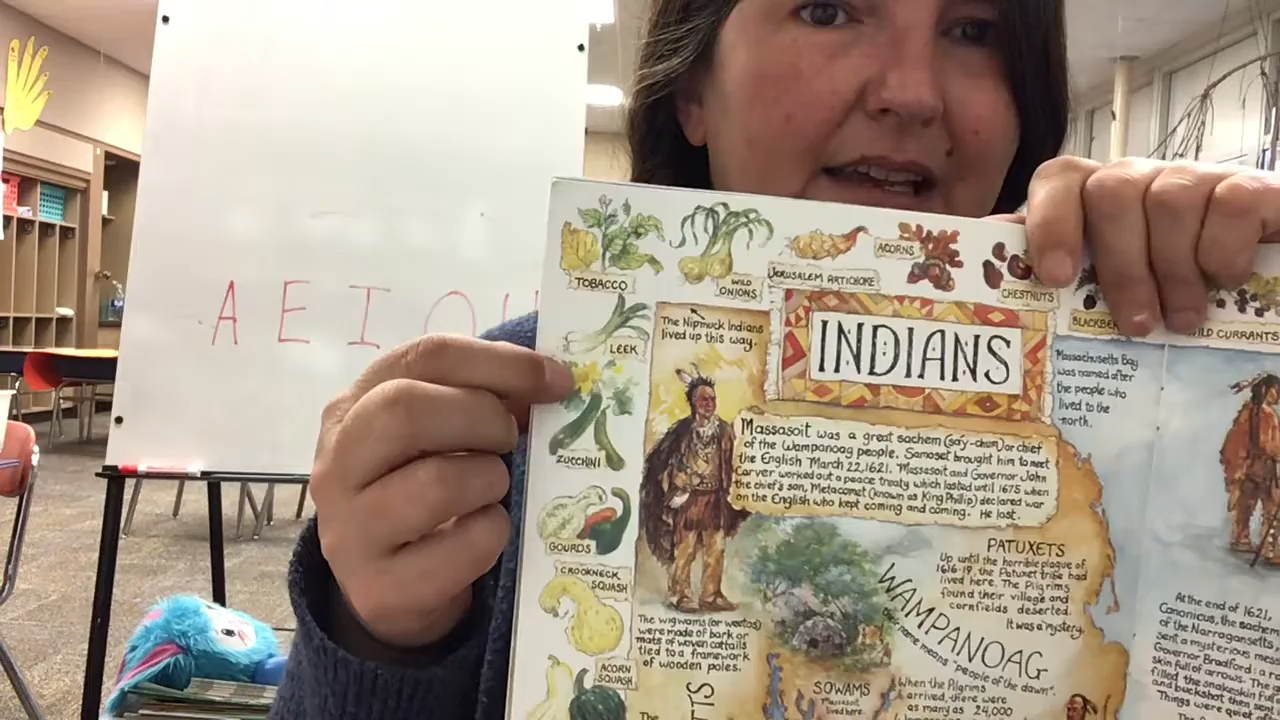 A E I O U
TOBACCO
WILD
ONIONS
JERUSALEM ARTICHOKE
ACORNS
CHESTNUTS
WILD CURRANTS
LEEK
ZUCCHINI
GOURDS
CROOKNECK
SQUASH
ACORN
SQUASH
The Nipmuck Indians
lived up this way.
INDIANS
Massasoit was a great sachem (say-chum) or chief
of the Wampanoag people. Samoset brought him to meet
the English March 22, 1621. Massasoit and Governor John
Carver worked out a peace treaty which lasted until 1675 when
the chief's son, Metacomet (known as King Phillip) declared war
on the English who kept coming and coming. He lost.
Massachusetts Bay
was named after
the people who
lived to the
north.
PATUXETS
Up until the horrible plague of
1616-19, the Patuxet tribe had
lived here. The Pilgrims
found their village and
cornfields deserted.
It was a mystery.
WAMPANOAG
their name means "people of the dawn".
When the Pilgrims
arrived, there were
as many as 24,000
The wigwams (or weetos)
were made of bark or
mats of woven cattails
tied to a framework
of wooden poles.
The
SOWAMS
Massasoit
lived here.
At the end of 1621,
Canonicus, the sachem
of the Narragansetts,
sent a mysterious
Governor Bradford: a
skin full of arrows. The
filled the snakeskin
and buckshot then sent
Things were quiet